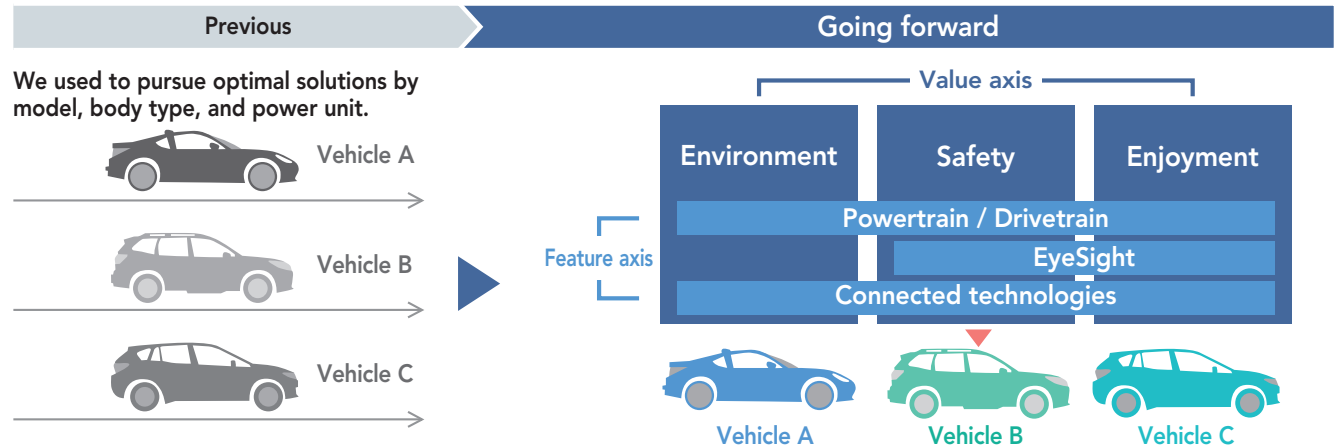 Previous
Going forward
We used to pursue optimal solutions by
model, body type, and power unit.
Vehicle A
Vehicle B
Vehicle C
Value axis
Environment
Safety
Enjoyment
Feature axis
Powertrain / Drivetrain
EyeSight
Connected technologies
Vehicle A
Vehicle B
Vehicle C